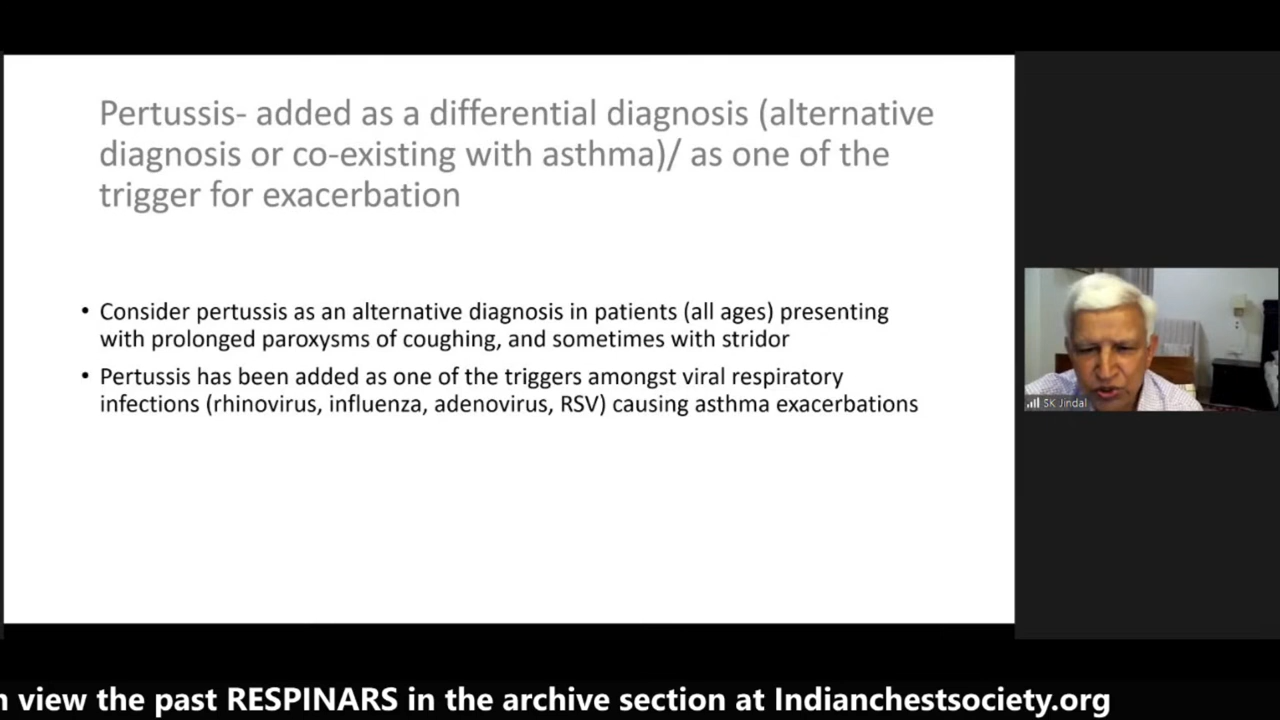 Pertussis- added as a differential diagnosis (alternative
diagnosis or co-existing with asthma)/ as one of the
trigger for exacerbation
• Consider pertussis as an alternative diagnosis in patients (all ages) presenting
with prolonged paroxysms of coughing, and sometimes with stridor
• Pertussis has been added as one of the triggers amongst viral respiratory
infections (rhinovirus, influenza, adenovirus, RSV) causing asthma exacerbations
SK Jindal
view the past RESPINARS in the archive section at Indianchestsociety.org